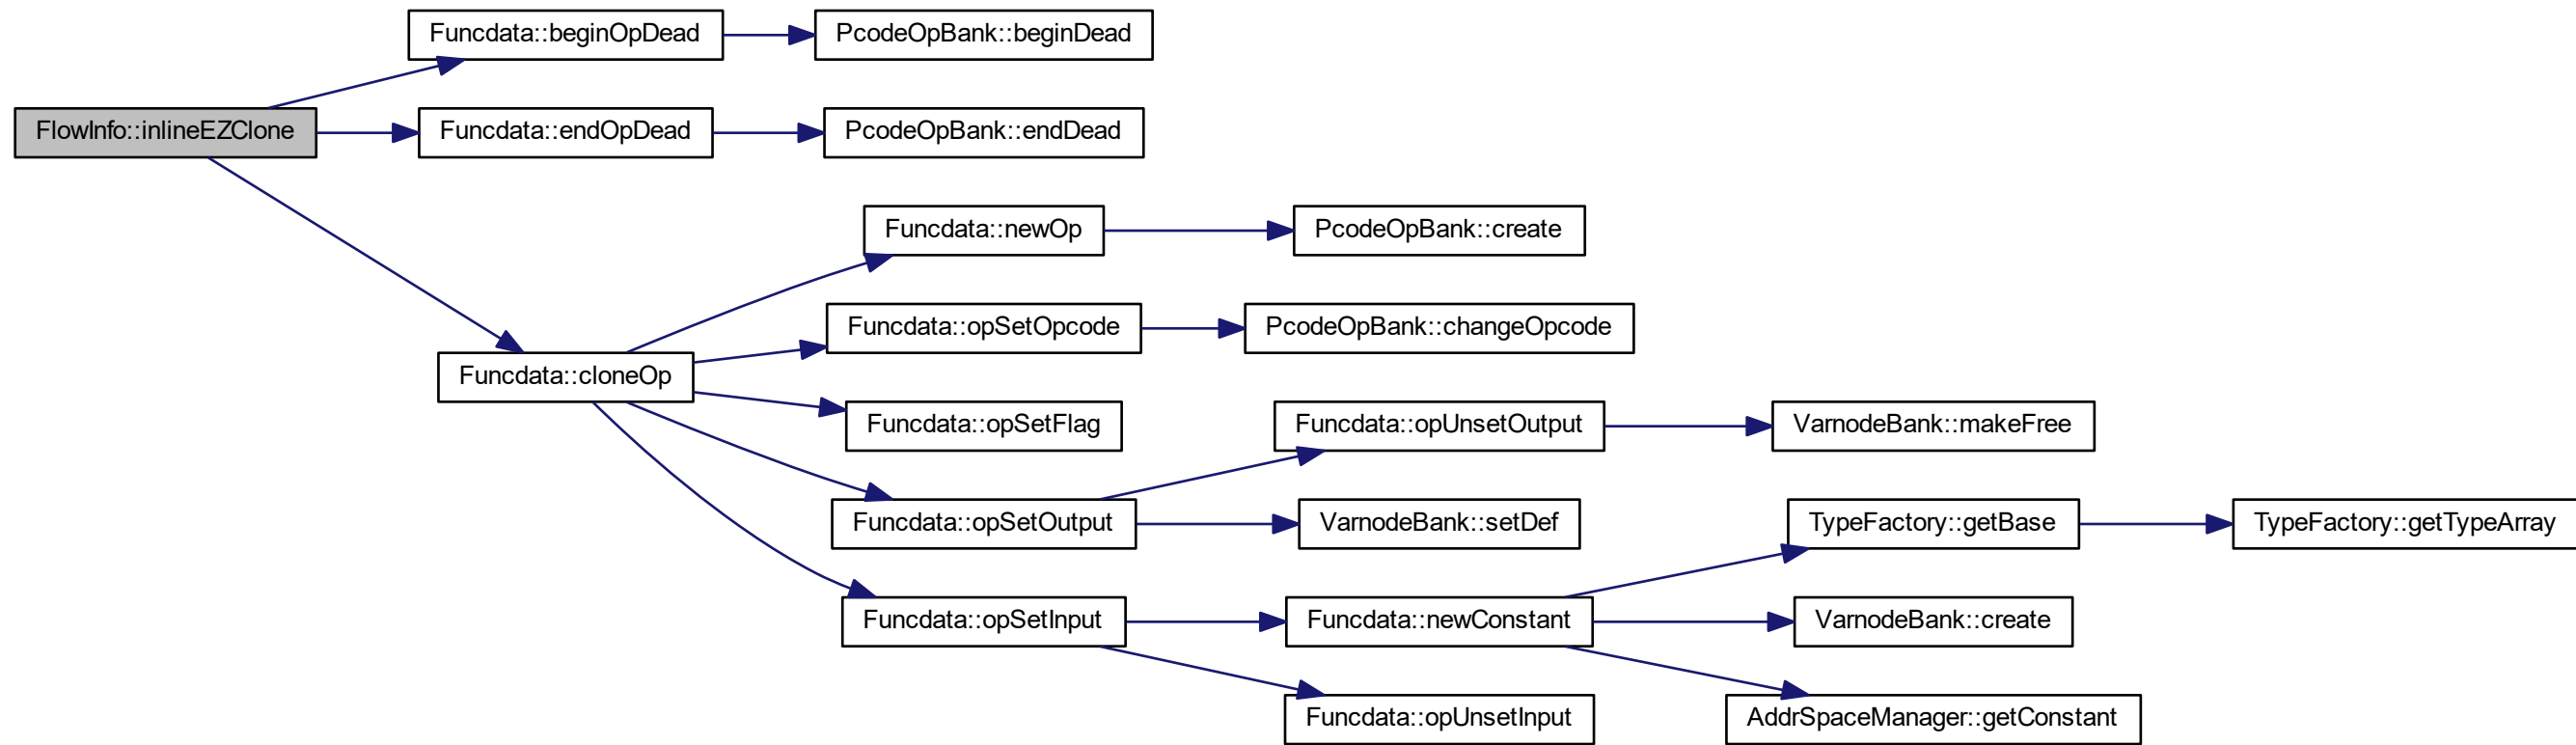 Funcdata::beginOpDead
PcodeOpBank::beginDead
FlowInfo::inlineEZClone
Funcdata::endOpDead
PcodeOpBank::endDead
Funcdata::newOp
PcodeOpBank::create
Funcdata::opSetOpcode
PcodeOpBank::changeOpcode
Funcdata::cloneOp
Funcdata::opSetFlag
Funcdata::opUnsetOutput
VarnodeBank::makeFree
Funcdata::opSetOutput
VarnodeBank::setDef
TypeFactory::getBase
TypeFactory::getTypeArray
Funcdata::opSetInput
Funcdata::newConstant
VarnodeBank::create
Funcdata::opUnsetInput
AddrSpaceManager::getConstant